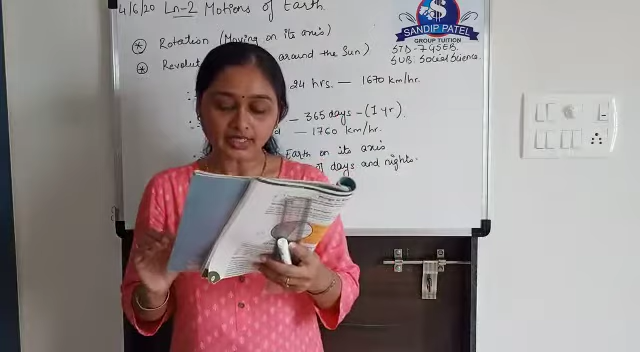 4/6/20 Ln-2 Motions of Earth
* Rotation (Moving on its axis)
* Revolut around the Sun)
24 hrs. — 1670 km/hr.
— 365 days - (1 yr).
— 1760 km/hr.
Earth on its axis
of days and nights.
$
SANDIP PATEL
GROUP TUITION
STD-7 GSEB.
SUB: Social Science